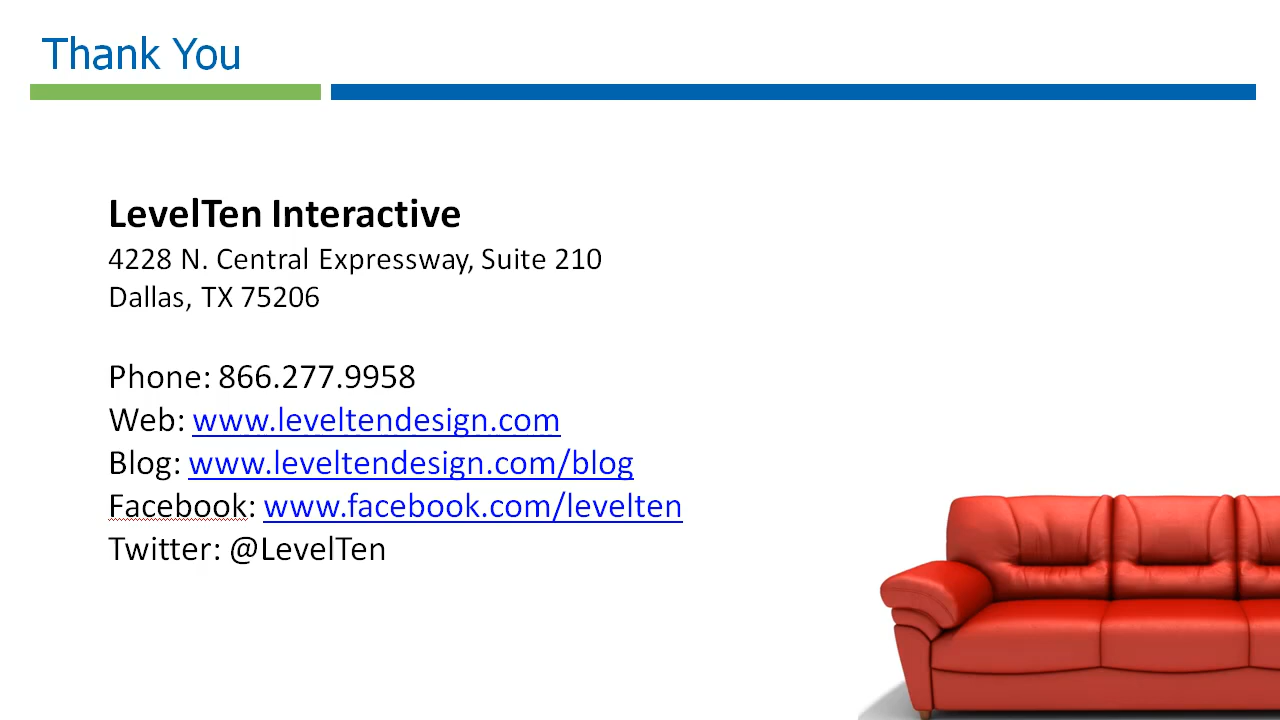 Thank You
LevelTen Interactive
4228 N. Central Expressway, Suite 210
Dallas, TX 75206
Phone: 866.277.9958
Web: www.leveltendesign.com
Blog: www.leveltendesign.com/blog
Facebook: www.facebook.com/levelten
Twitter: @LevelTen